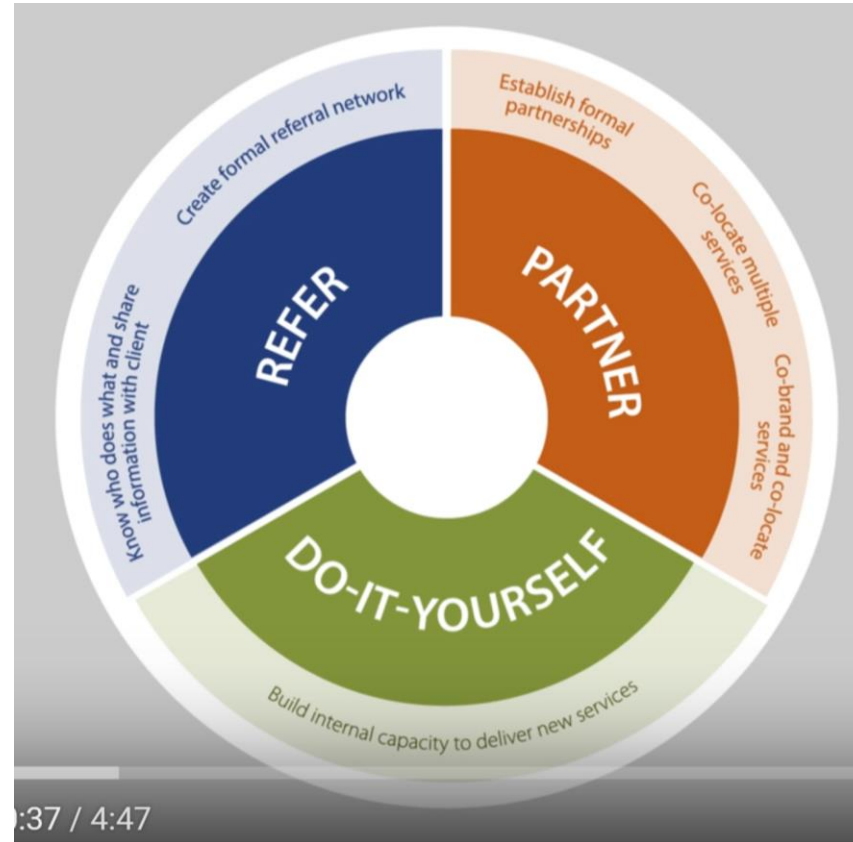 Create formal referral network
Know who does what and share
information with client
REFER
Establish formal
partnerships
Co-locate multiple
services
Co-brand and co-locate
services
PARTNER
DO-IT-YOURSELF
Build internal capacity to deliver new services
:37 / 4:47